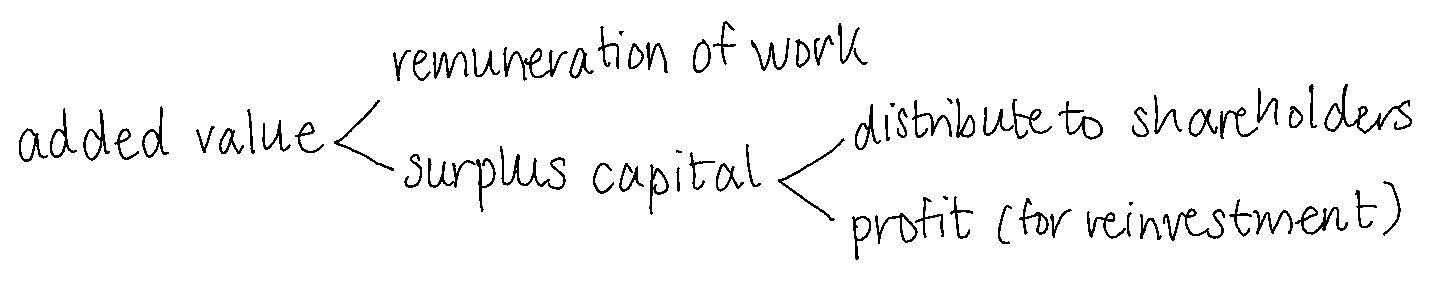 remuneration of work
added value
surplus capital
distribute to shareholders
profit (for reinvestment)